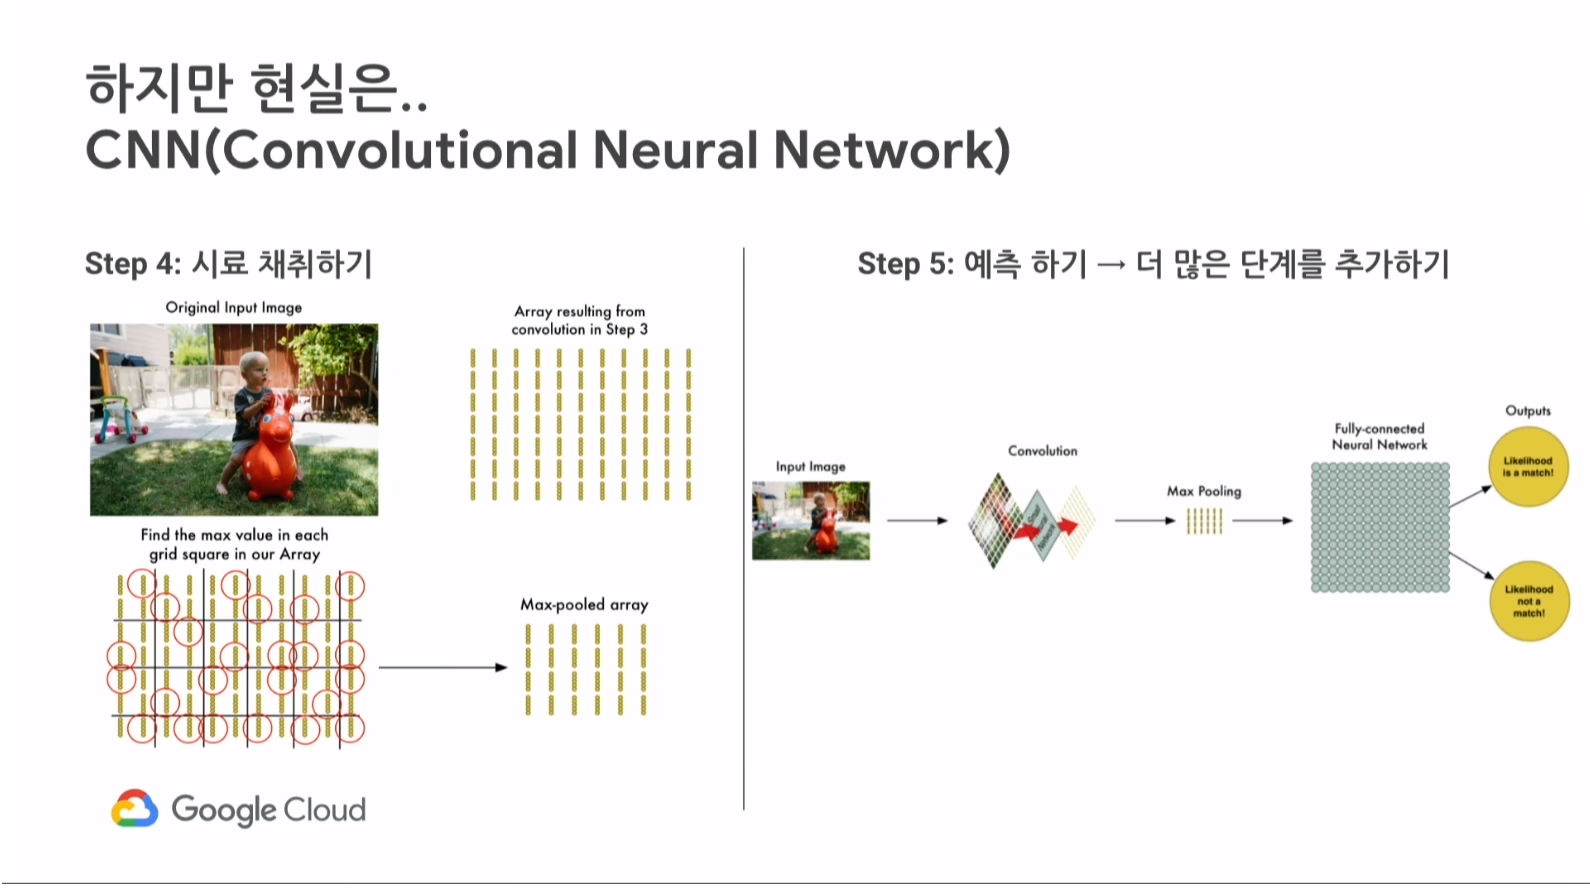 하지만 현실은..
CNN(Convolutional Neural Network)
Step 4: 시료 채취하기
Original Input Image
Array resulting from
convolution in Step 3
Find the max value in each
grid square in our Array
Max-pooled array
Google Cloud
Step 5: 예측 하기 → 더 많은 단계를 추가하기
Input Image
Convolution
Neural
Network
Max Pooling
Fully-connected
Neural Network
Outputs
Likelihood
is a match!
Likelihood
not a
match!